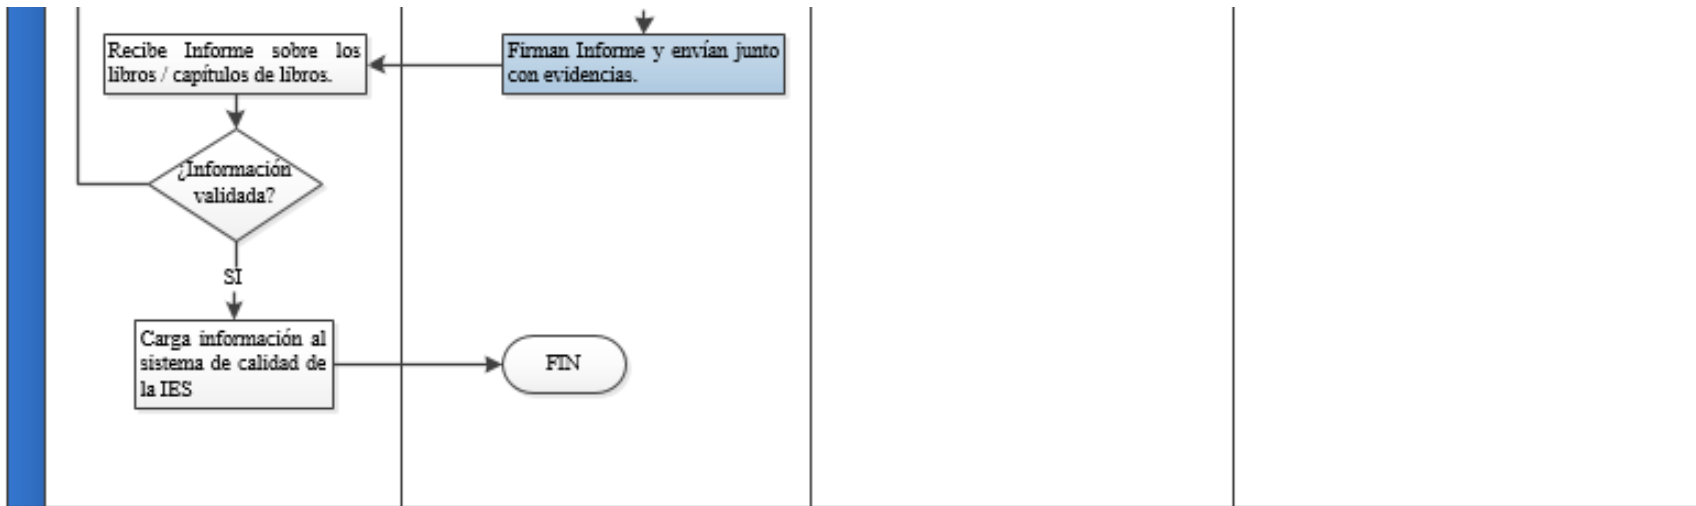 Recibe Informe sobre los
libros / capítulos de libros.
Firman Informe y envían junto
con evidencias.
¿Información
validada?
SI
Carga información al
sistema de calidad de
la IES
FIN